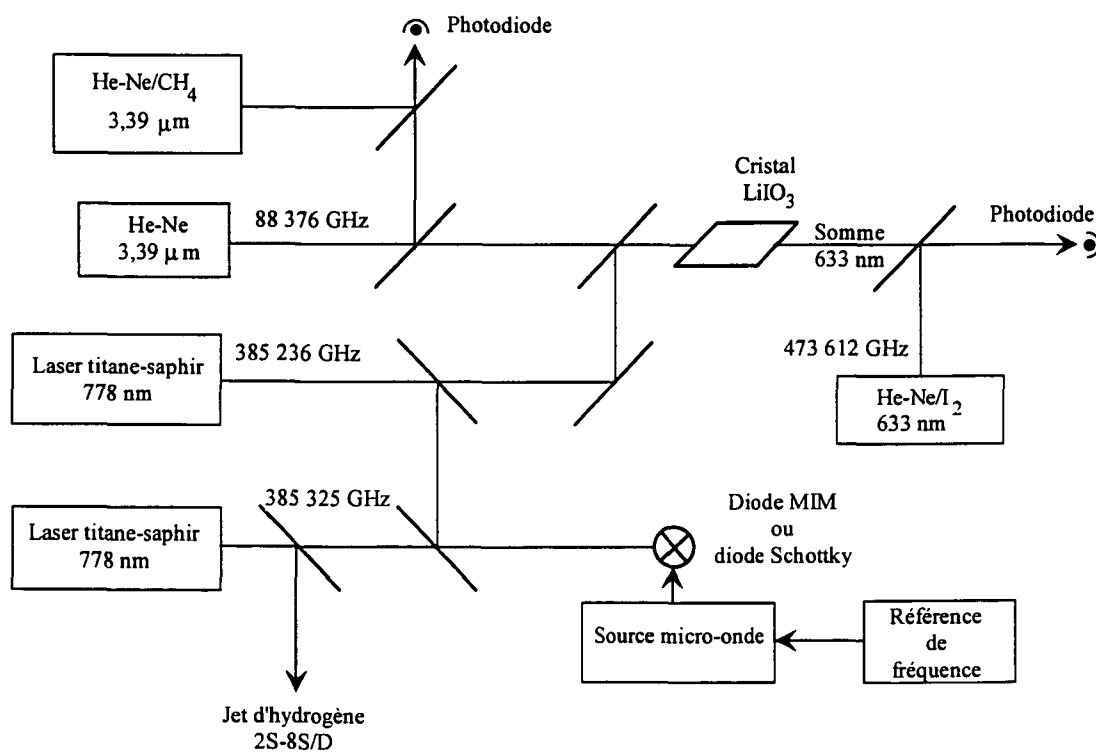 Photodiode
He-Ne/CH4
3,39 µm
He-Ne
3,39 µm
88 376 GHz
Cristal
LiIO3
Somme
633 nm
Photodiode
Laser titane-saphir
778 nm
385 236 GHz
473 612 GHz
He-Ne/I2
633 nm
Laser titane-saphir
778 nm
385 325 GHz
Diode MIM
ou
diode Schottky
Source micro-onde
Référence
de
fréquence
Jet d'hydrogène
2S-8S/D